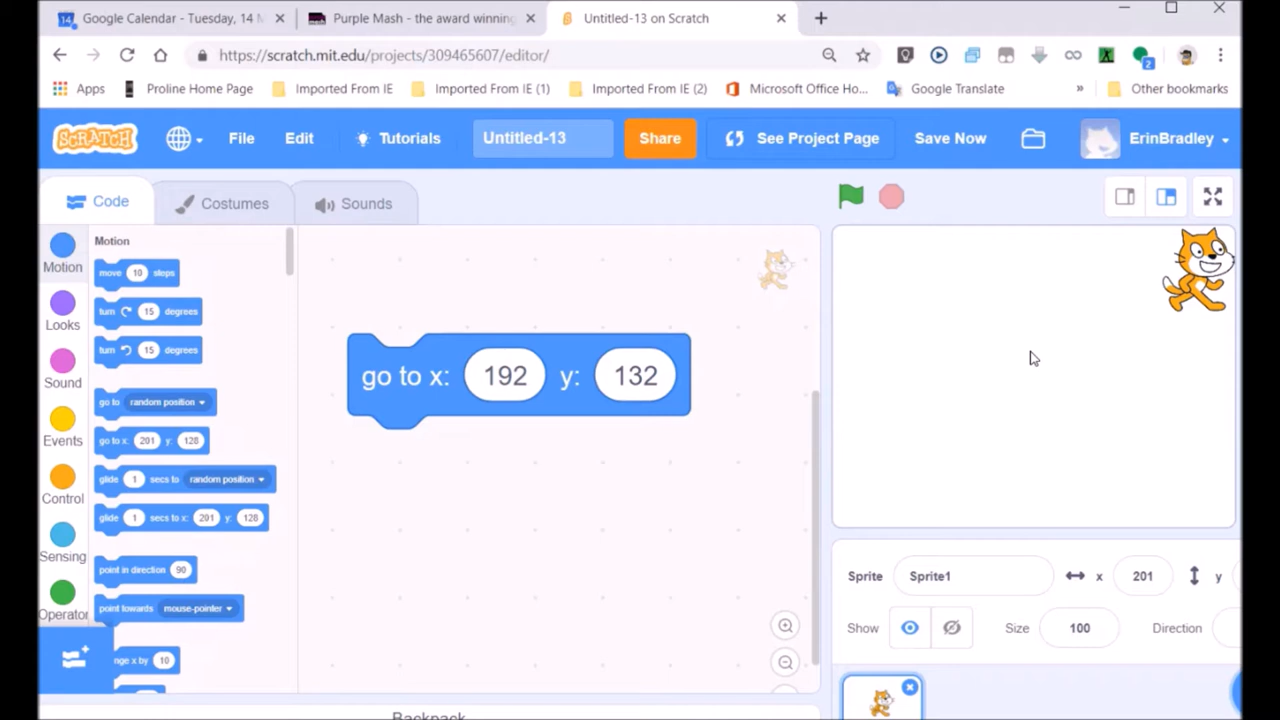 Google Calendar - Tuesday, 14 M
Purple Mash - the award winning
Untitled-13 on Scratch
https://scratch.mit.edu/projects/309465607/editor/
Apps
Proline Home Page
Imported From IE
Imported From IE (1)
Imported From IE (2)
Microsoft Office Ho...
Google Translate
»
Other bookmarks
SCRATCH
File
Edit
Tutorials
Untitled-13
Share
See Project Page
Save Now
ErinBradley
Code
Costumes
Sounds
Motion
Looks
Sound
Events
Control
Sensing
Operator
Motion
move 10 steps
turn 15 degrees
turn 15 degrees
go to random position
go to x: 201 y: 128
glide 1 secs to random position
glide 1 secs to x: 201 y: 128
point in direction 90
point towards mouse-pointer
nge x by 10
go to x: 192 y: 132
Sprite
Sprite1
x 201
y
Show
Size 100
Direction
Backpack